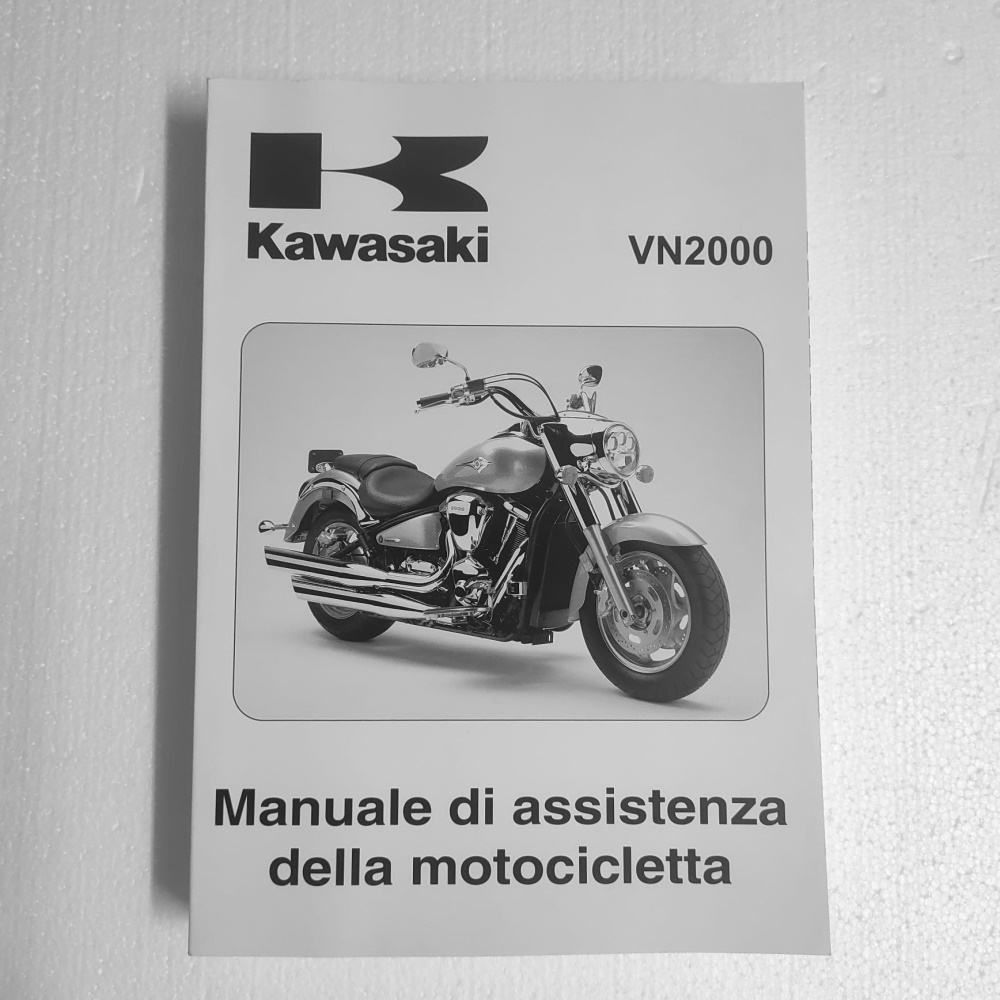 Kawasaki
VN2000
Manuale di assistenza
della motocicletta